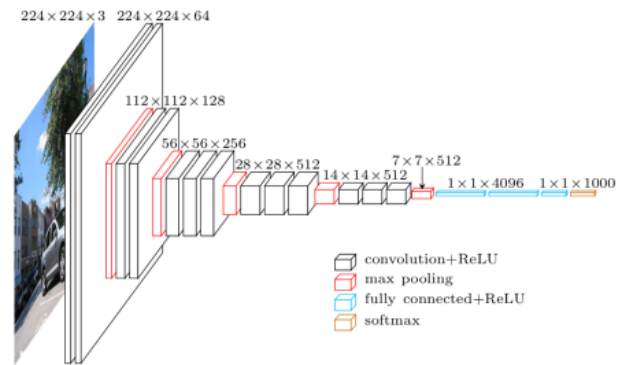 224×224×3
224×224×64
112×112×128
56×56×256
28×28×512
14×14×512
7×7×512
1×1×4096
1×1×1000
convolution+ReLU
max pooling
fully connected+ReLU
softmax